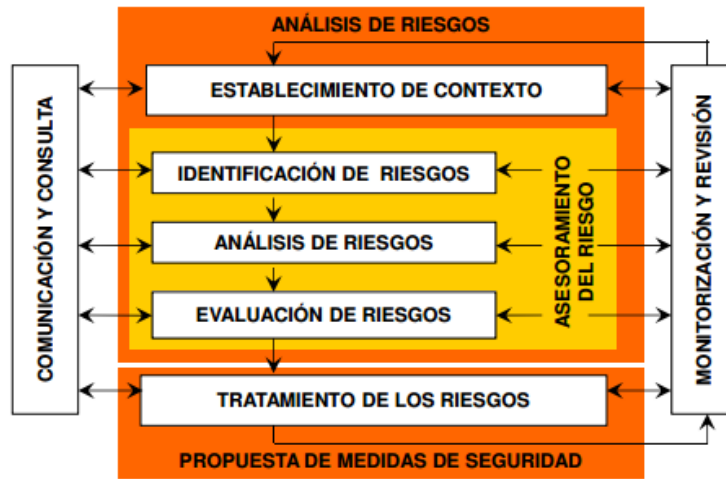 ANÁLISIS DE RIESGOS
COMUNICACIÓN Y CONSULTA
ESTABLECIMIENTO DE CONTEXTO
IDENTIFICACIÓN DE RIESGOS
ANÁLISIS DE RIESGOS
EVALUACIÓN DE RIESGOS
ASESORAMIENTO
DEL RIESGO
MONITORIZACIÓN Y REVISIÓN
TRATAMIENTO DE LOS RIESGOS
PROPUESTA DE MEDIDAS DE SEGURIDAD